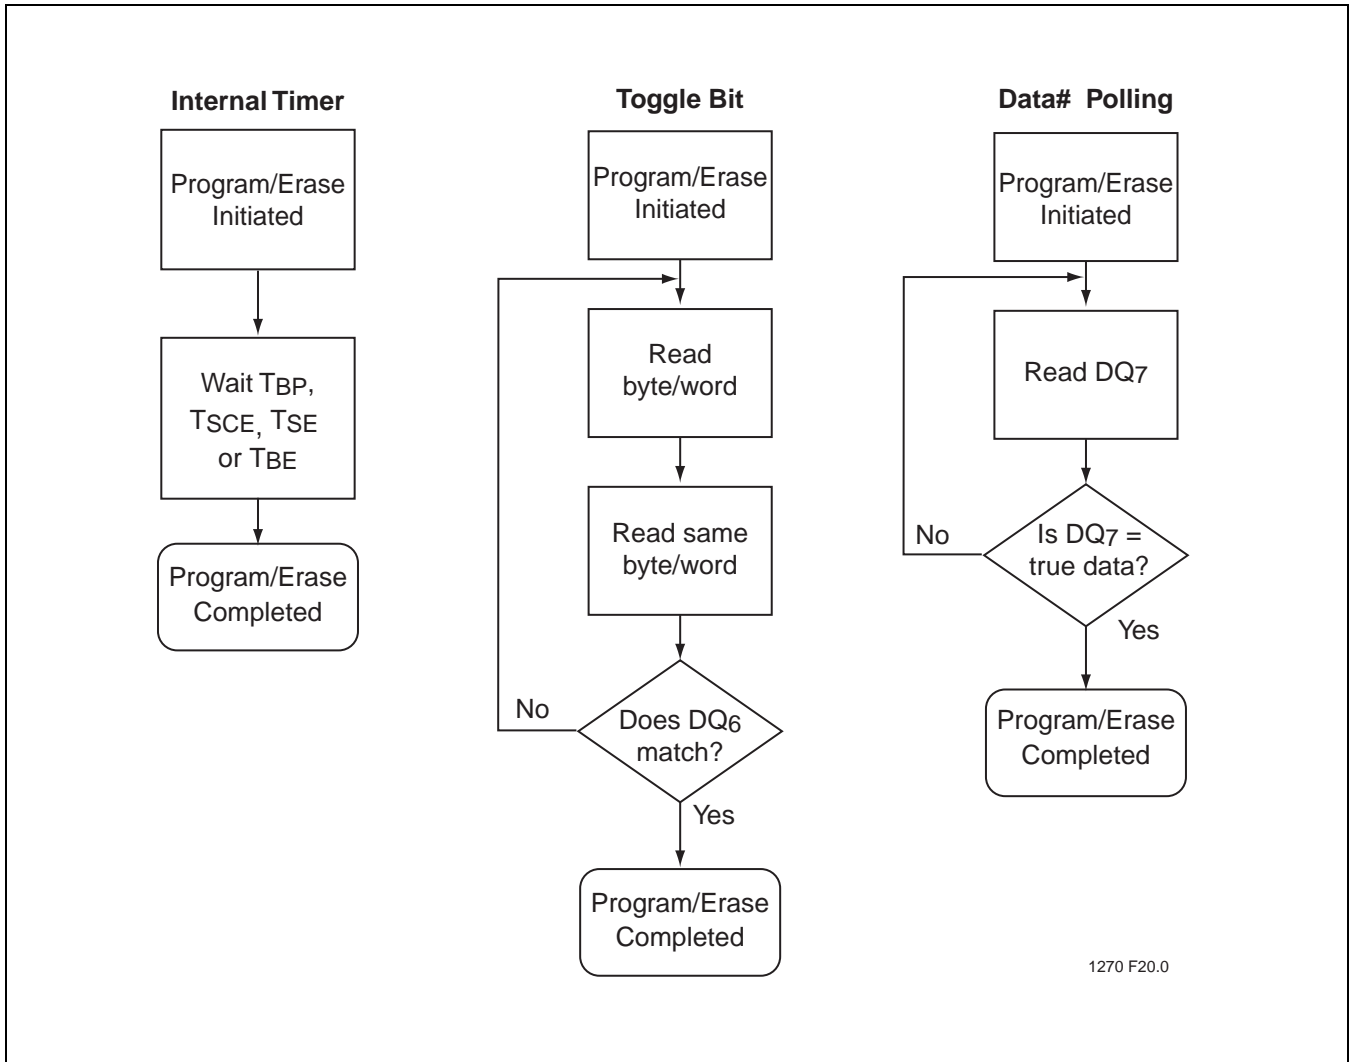 Internal Timer
Program/Erase
Initiated
Wait TBP,
TSCE, TSE
or TBE
Program/Erase
Completed
Toggle Bit
Program/Erase
Initiated
Read
byte/word
Read same
byte/word
Does DQ6
match?
No
Yes
Program/Erase
Completed
Data# Polling
Program/Erase
Initiated
Read DQ7
Is DQ7 =
true data?
No
Yes
Program/Erase
Completed
1270 F20.0